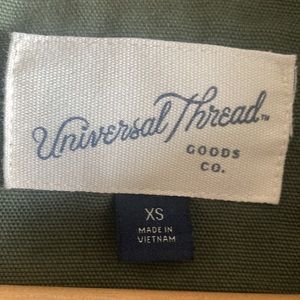 Universal Thread™
GOODS
CO.
XS
MADE IN
VIETNAM